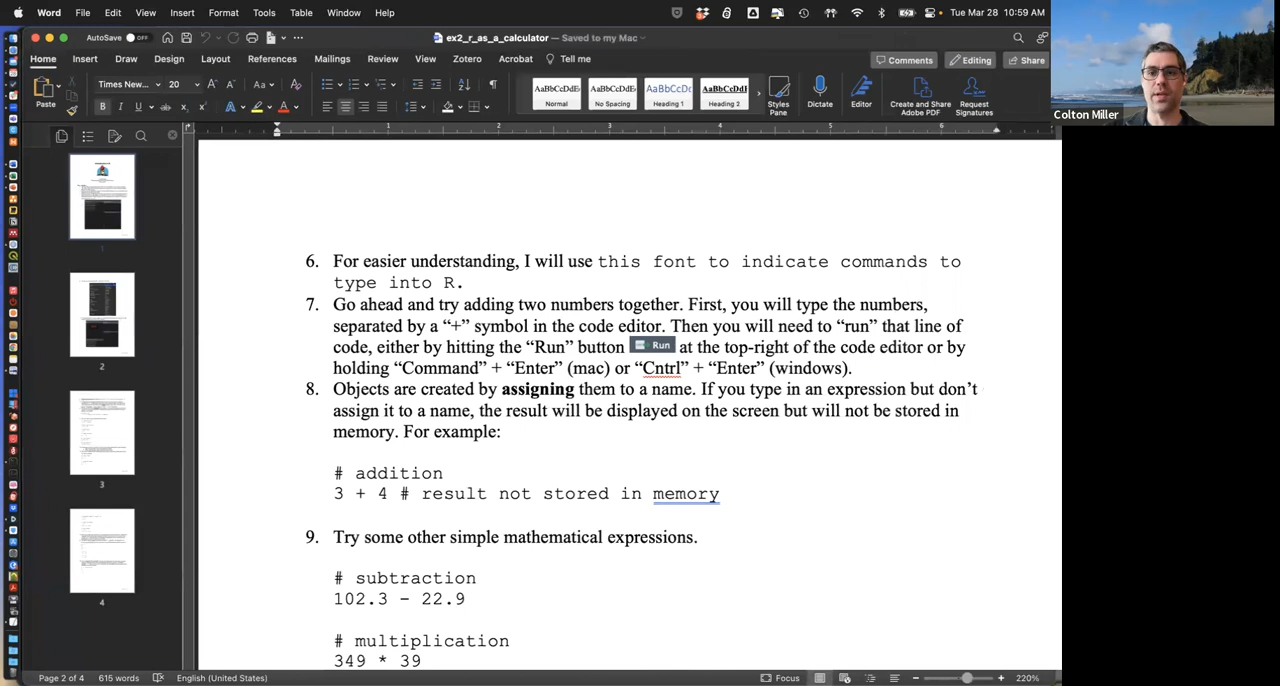 Word File Edit View Insert Format Tools Table Window Help Tue Mar 28 10:59 AM
AutoSave OFF ex2_r_as_a_calculator — Saved to my Mac
Home Insert Draw Design Layout References Mailings Review View Zotero Acrobat Tell me Comments Editing Share
Paste Times New... 20 AaBbCcDdEe AaBbCcDdEe AaBbCcDc AaBbCcDdE
Normal No Spacing Heading 1 Heading 2 Styles Pane Dictate Editor Create and Share Adobe PDF Request Signatures
Colton Miller
1 2 3 4 5 6
6. For easier understanding, I will use this font to indicate commands to
type into R.
7. Go ahead and try adding two numbers together. First, you will type the numbers,
separated by a “+” symbol in the code editor. Then you will need to “run” that line of
code, either by hitting the “Run” button Run at the top-right of the code editor or by
holding “Command” + “Enter” (mac) or “Cntrl” + “Enter” (windows).
8. Objects are created by assigning them to a name. If you type in an expression but don’t
assign it to a name, the result will be displayed on the screen but will not be stored in
memory. For example:
# addition
3 + 4 # result not stored in memory
9. Try some other simple mathematical expressions.
# subtraction
102.3 - 22.9
# multiplication
349 * 39
1
2
3
4
Page 2 of 4 615 words English (United States) Focus 220%